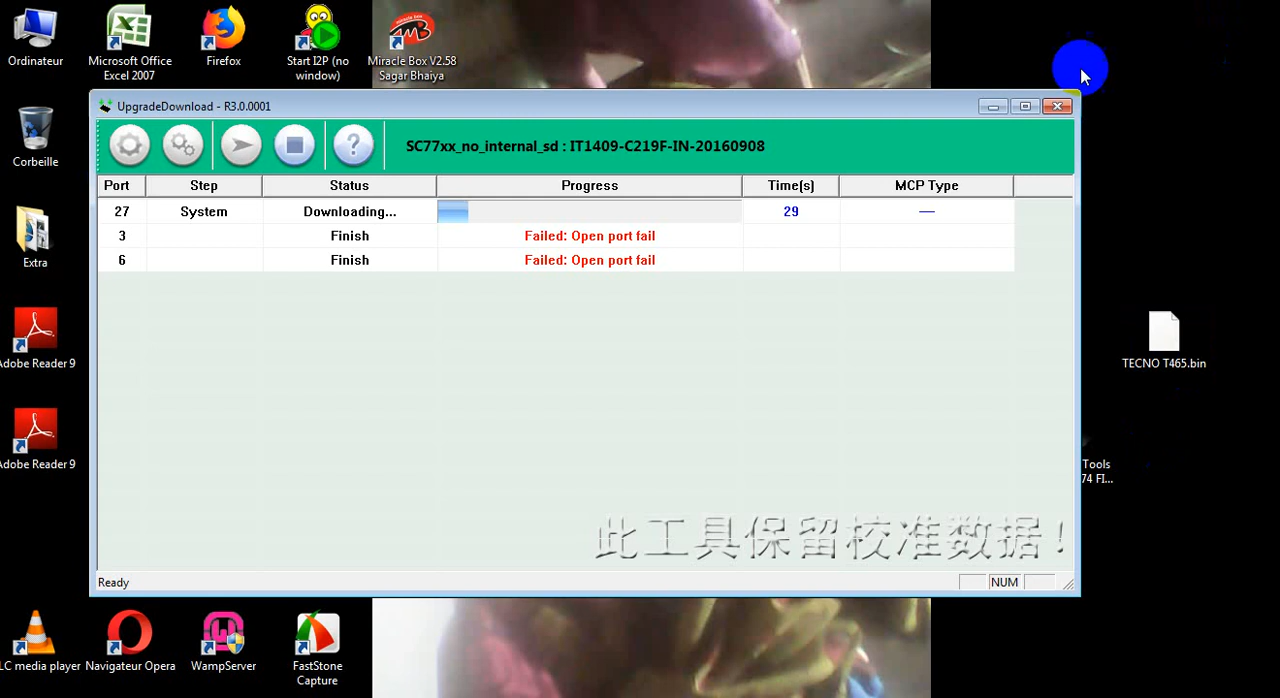 Ordinateur
Microsoft Office
Excel 2007
Firefox
Start I2P (no
window)
Miracle Box V2.58
Sagar Bhaiya
Corbeille
Extra
Adobe Reader 9
Adobe Reader 9
UpgradeDownload - R3.0.0001
SC77xx_no_internal_sd : IT1409-C219F-IN-20160908
Port Step Status Progress Time(s) MCP Type
27 System Downloading... 29 —
3 Finish Failed: Open port fail
6 Finish Failed: Open port fail
此工具保留校准数据!
Ready NUM
TECNO T465.bin
Tools
74 FI...
LC media player
Navigateur Opera
WampServer
FastStone
Capture